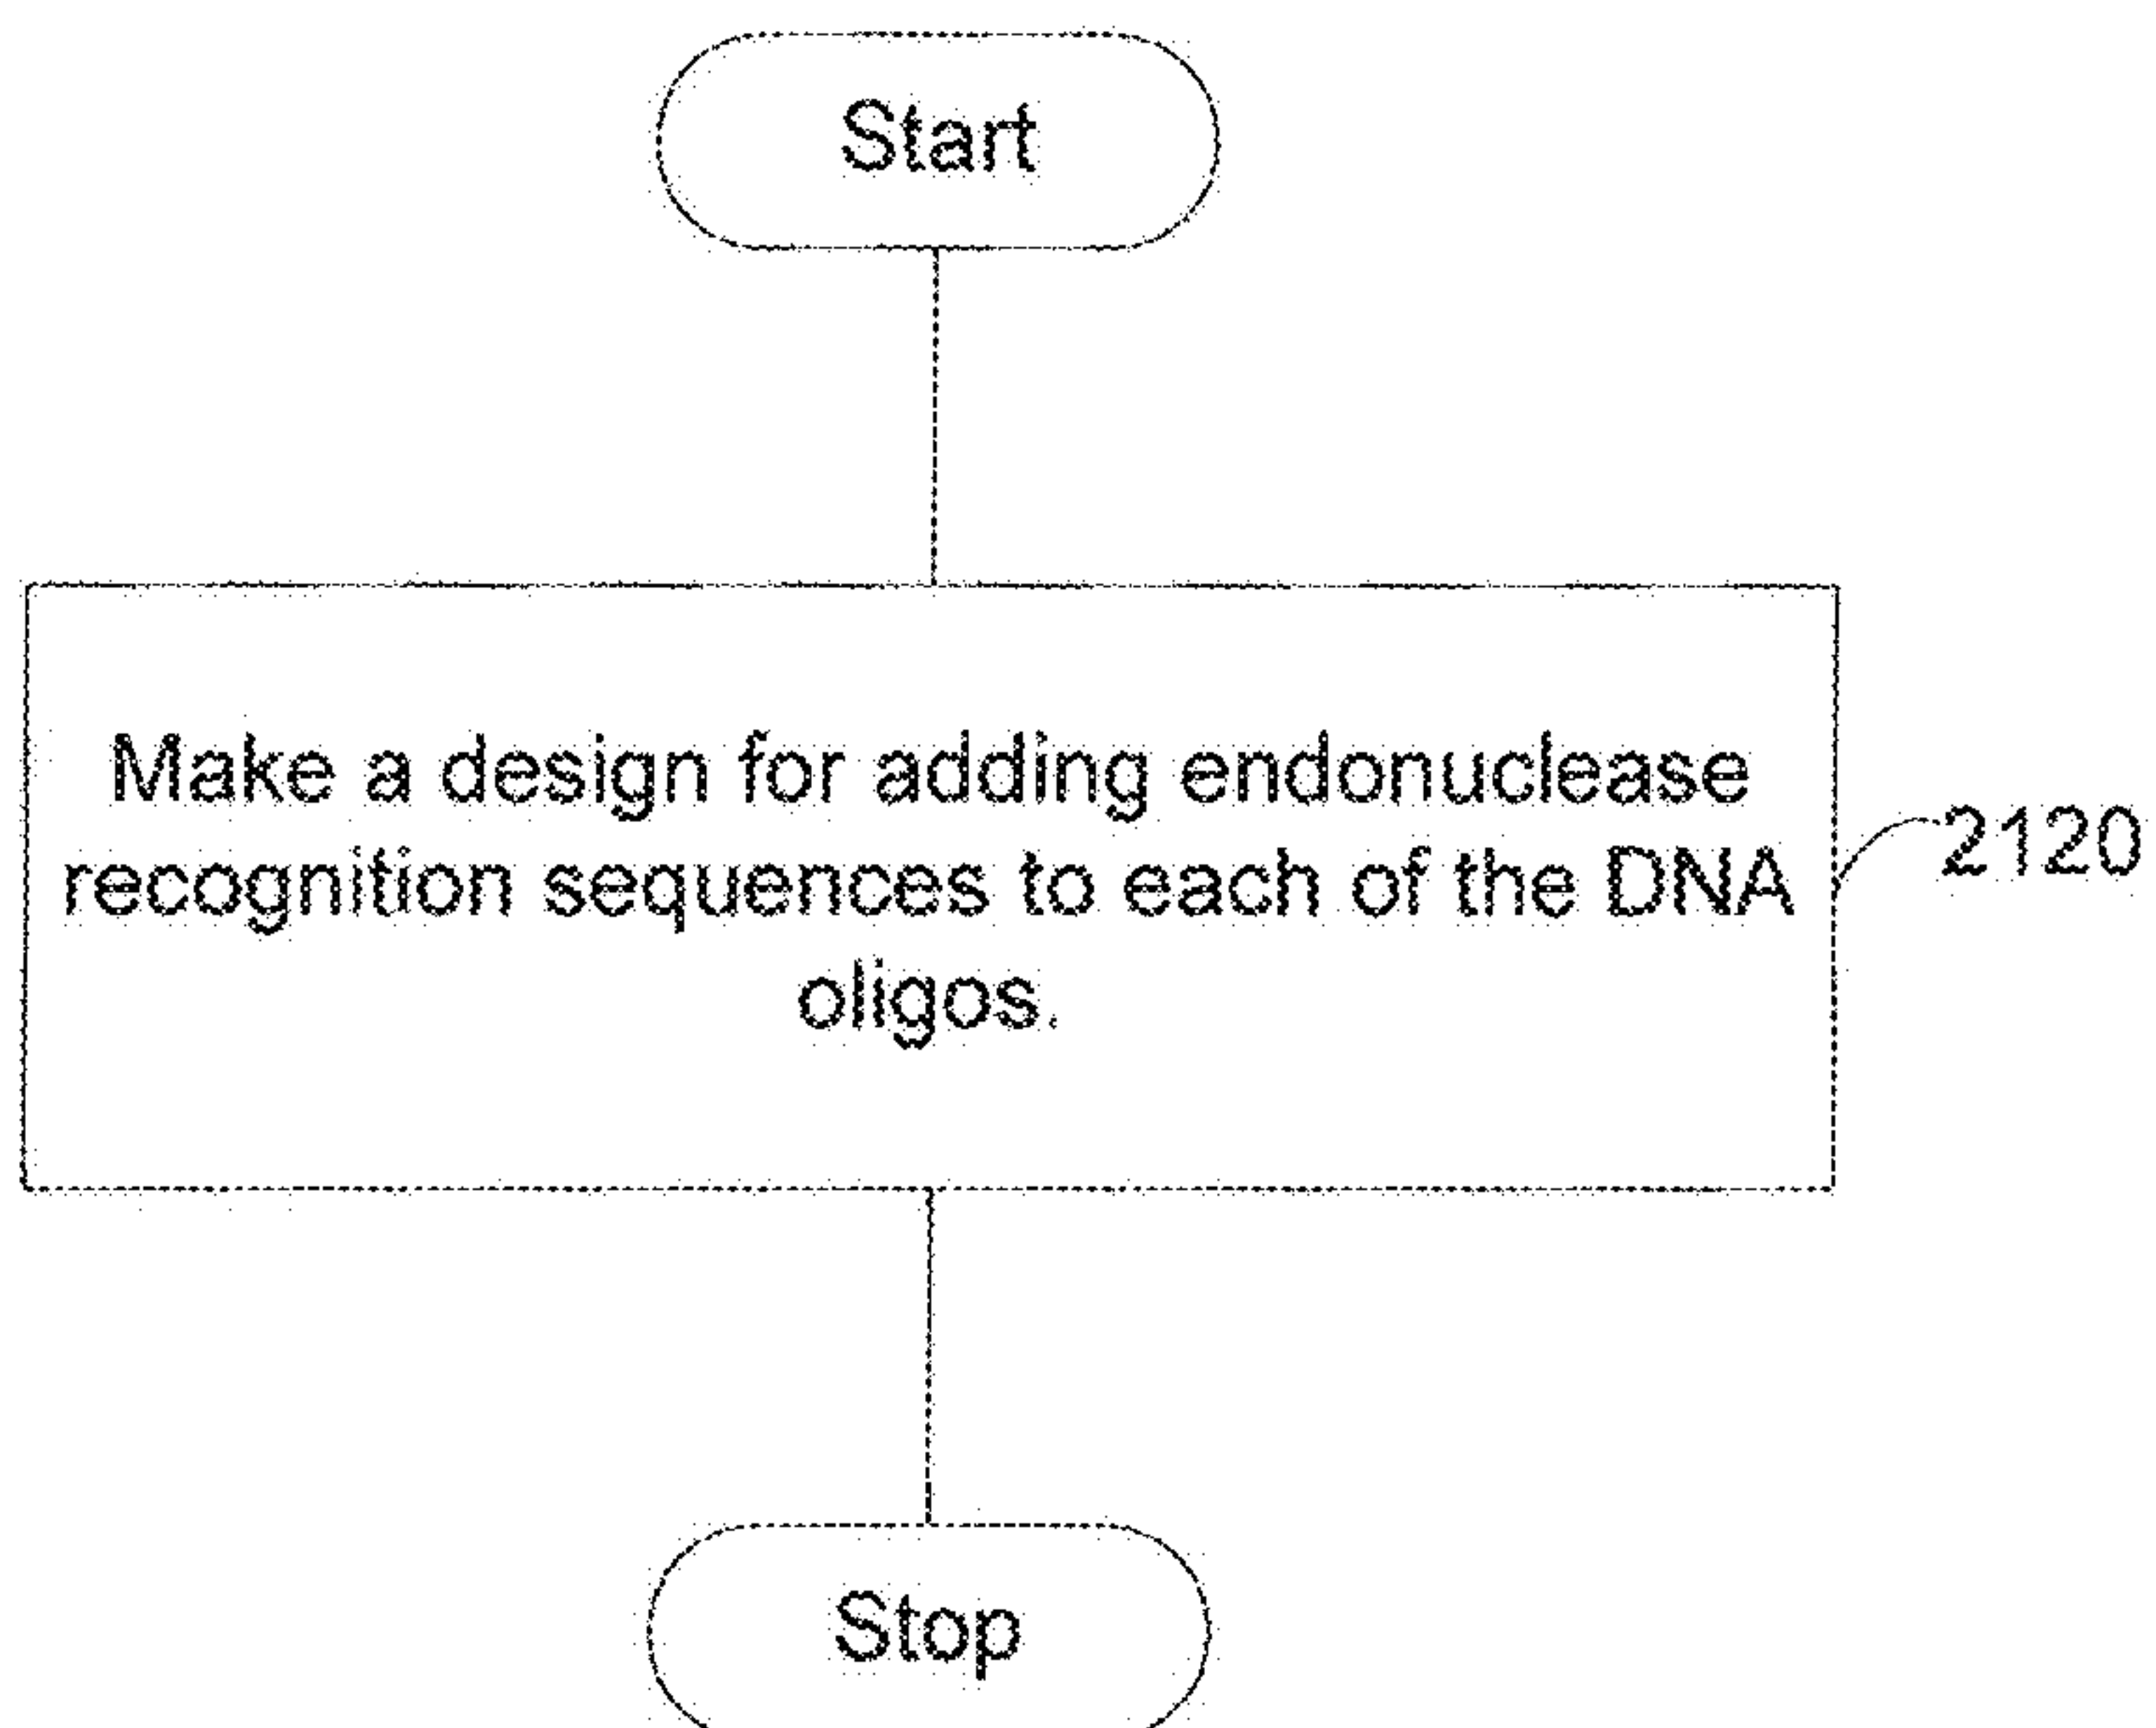 Start
Make a design for adding endonuclease
recognition sequences to each of the DNA
oligos.
2120
Stop